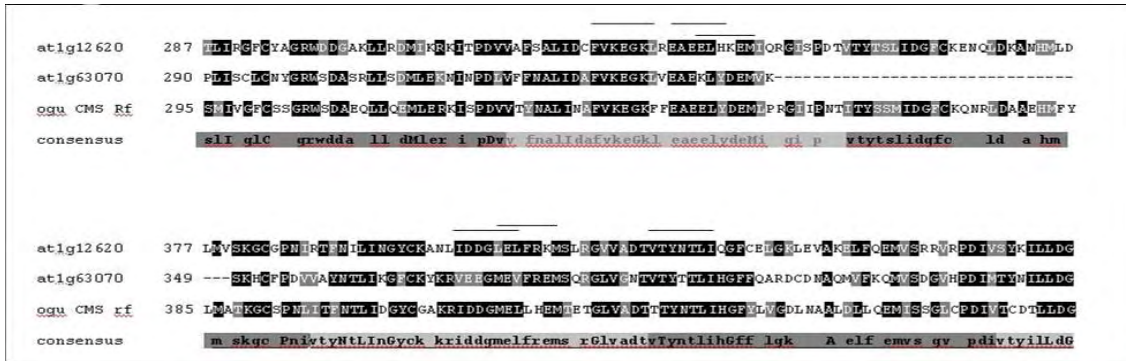 at1g12620 287 TLIRGFCYAGRWDDGAKLLRDMIKRKITPDVVAFSALIDCFVKEGKLREAEELHKEMIQRGISPDTVTYTSLIDGFCKENQLDKANHMLD
at1g63070 290 PLISCLCNYGRWSDASRLLSDMLEKNINPDLVFFNALIDAFVKEGKLVEAEKLYDEMVK------------------------------
ogu CMS Rf 295 SMIVGFCSSGRWSDAEQLLQEMLERKISPDVVTYNALINAFVKEGKFFEAEELYDEMLPRGIIPNTITYSSMIDGFCKQNRLDAAEHMFY
consensus slI glC grwdda ll dMler i pDvv fnalIdafvkeGkl eaeelydeMi gi p vtytslidgfc ld a hm
at1g12620 377 LMVSKGCGPNIRTFNILINGYCKANLIDDGLELFRKMSLRGVVADTVTYNTLIQGFCELGKLEVAKELFQEMVSRRVRPDIVSYKILLDG
at1g63070 349 ---SKHCFPDVVAYNTLIKGFCKYKRVEEGMEVFREMSQRGLVGNTVTYTTLIHGFFQARDCDNAQMVFKQMVSDGVHPDIMTYNILLDG
ogu CMS rf 385 LMATKGCSPNLITFNTLIDGYCGAKRIDDGMELLHEMTETGLVADTTTYNTLIHGFYLVGDLNAALDLLQEMISSGLCPDIVTCDTLLDG
consensus m skgc PnivtyNtLInGyck kriddgmelfrems rGlvadtvTyntlihGff lgk A elf emvs gv pdivtyilLdG